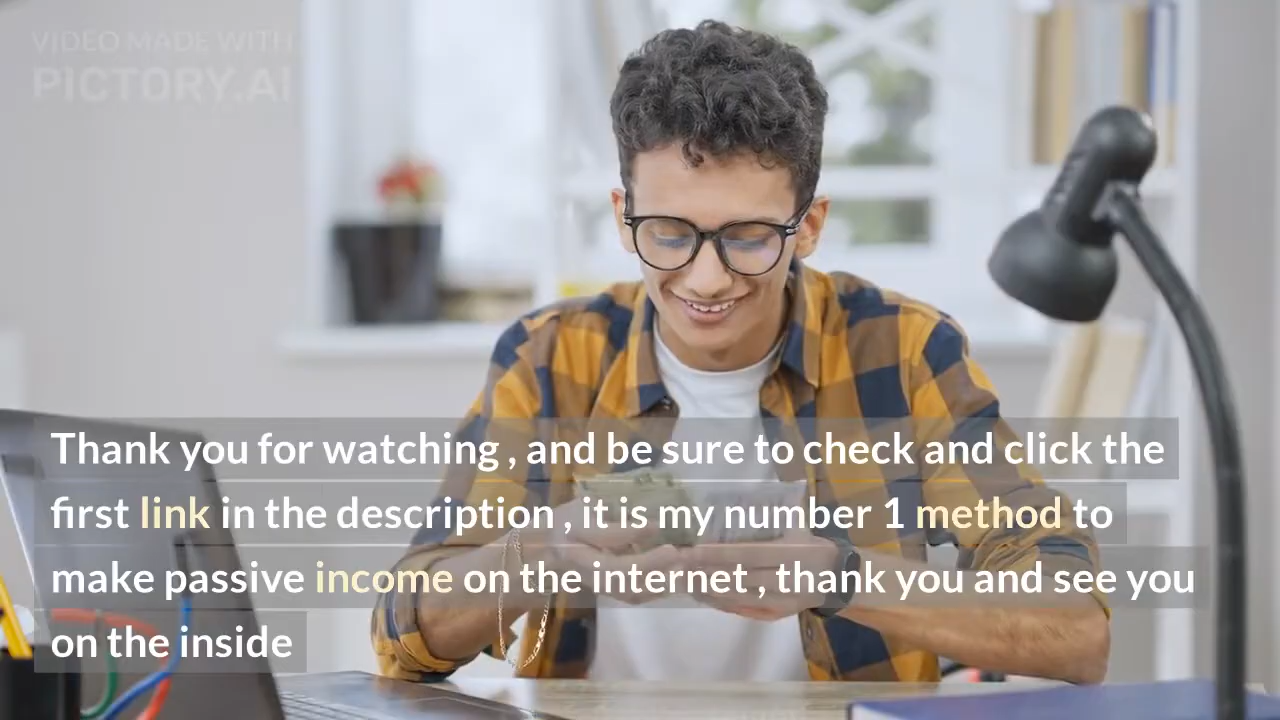 VIDEO MADE WITH
PICTORY.AI
Thank you for watching , and be sure to check and click the
first link in the description , it is my number 1 method to
make passive income on the internet , thank you and see you
on the inside